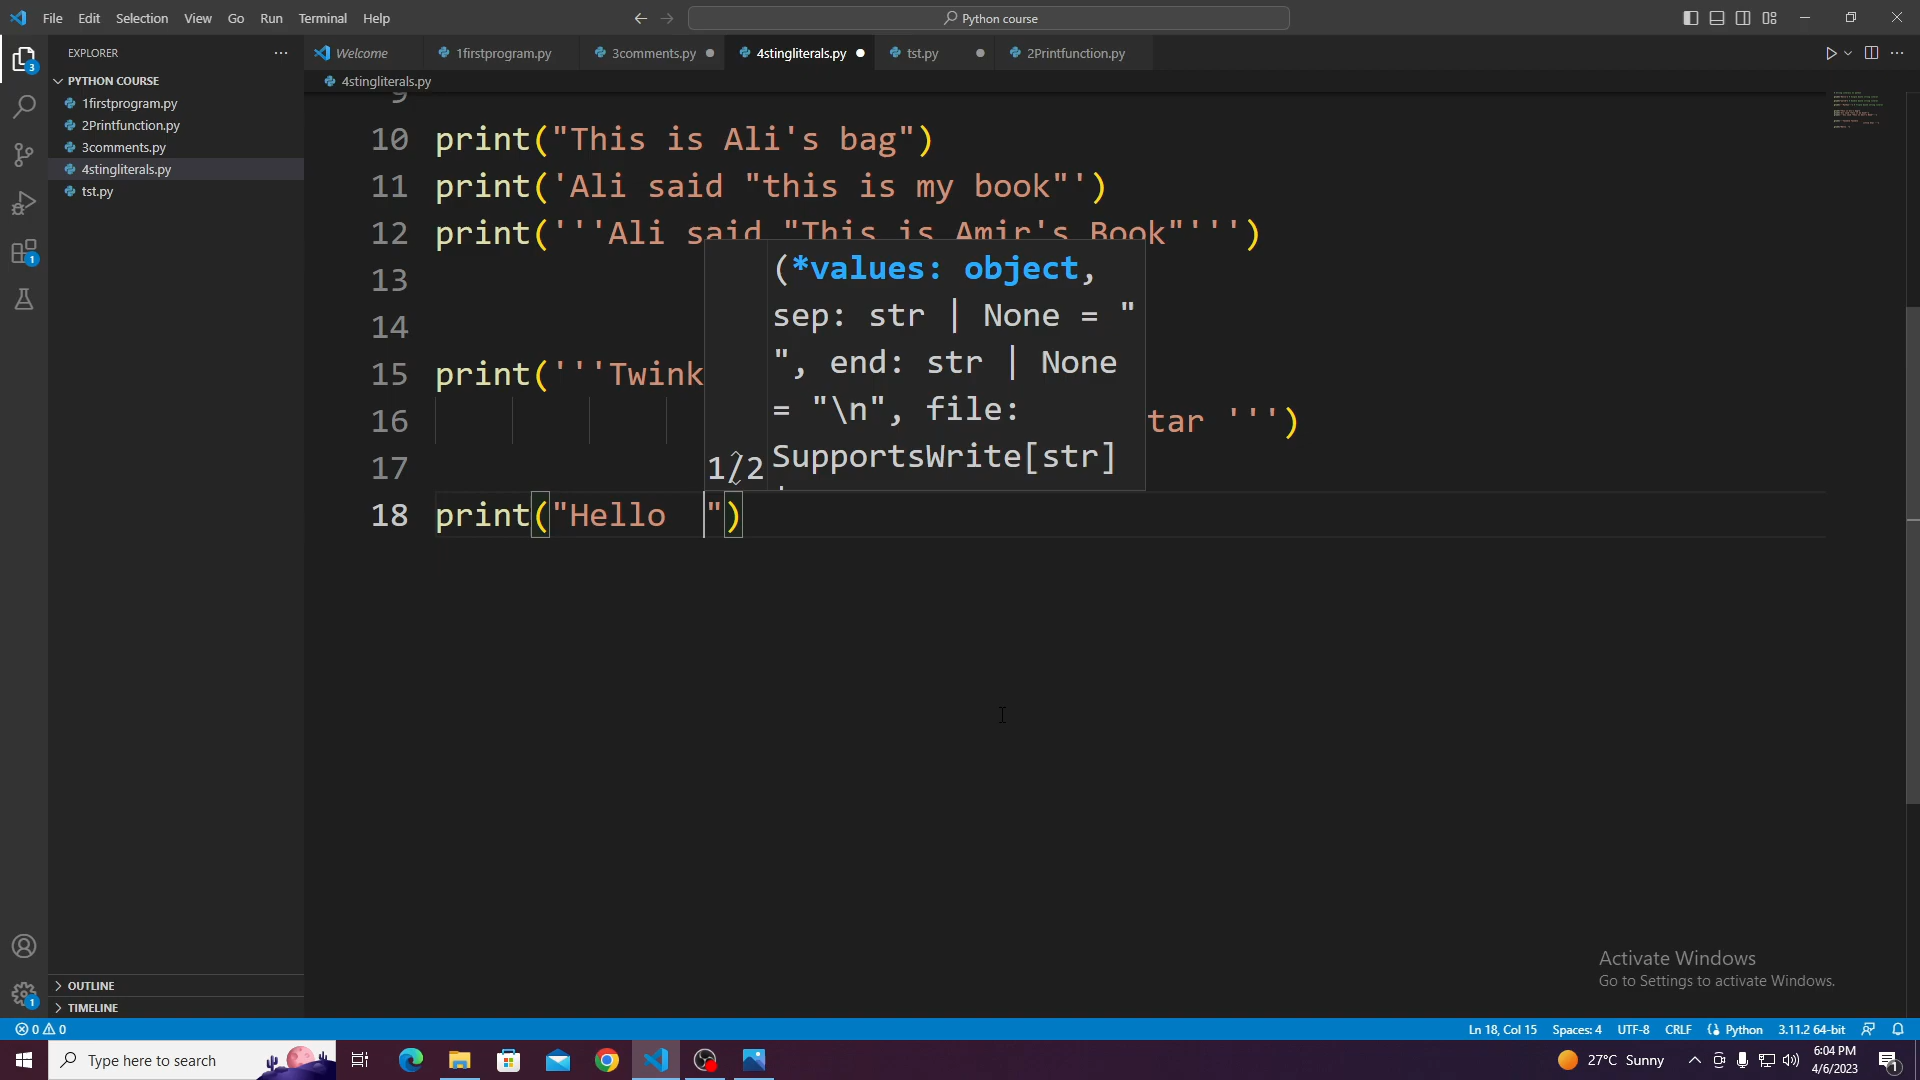 File Edit Selection View Go Run Terminal Help
Python course
EXPLORER
PYTHON COURSE
1firstprogram.py
2Printfunction.py
3comments.py
4stingliterals.py
tst.py
OUTLINE
TIMELINE
Welcome 1firstprogram.py 3comments.py 4stingliterals.py tst.py 2Printfunction.py
4stingliterals.py
9
10 print("This is Ali's bag")
11 print('Ali said "this is my book"')
12 print('''Ali said "This is Amir's Book"''')
13
14
15 print('''Twink
16 tar ''')
17
18 print("Hello  ")
(*values: object,
sep: str | None = "
", end: str | None
= "\n", file:
SupportsWrite[str]
1/2
Activate Windows
Go to Settings to activate Windows.
0 0
Ln 18, Col 15 Spaces: 4 UTF-8 CRLF Python 3.11.2 64-bit
Type here to search
27°C Sunny
6:04 PM
4/6/2023
3
1
1
1